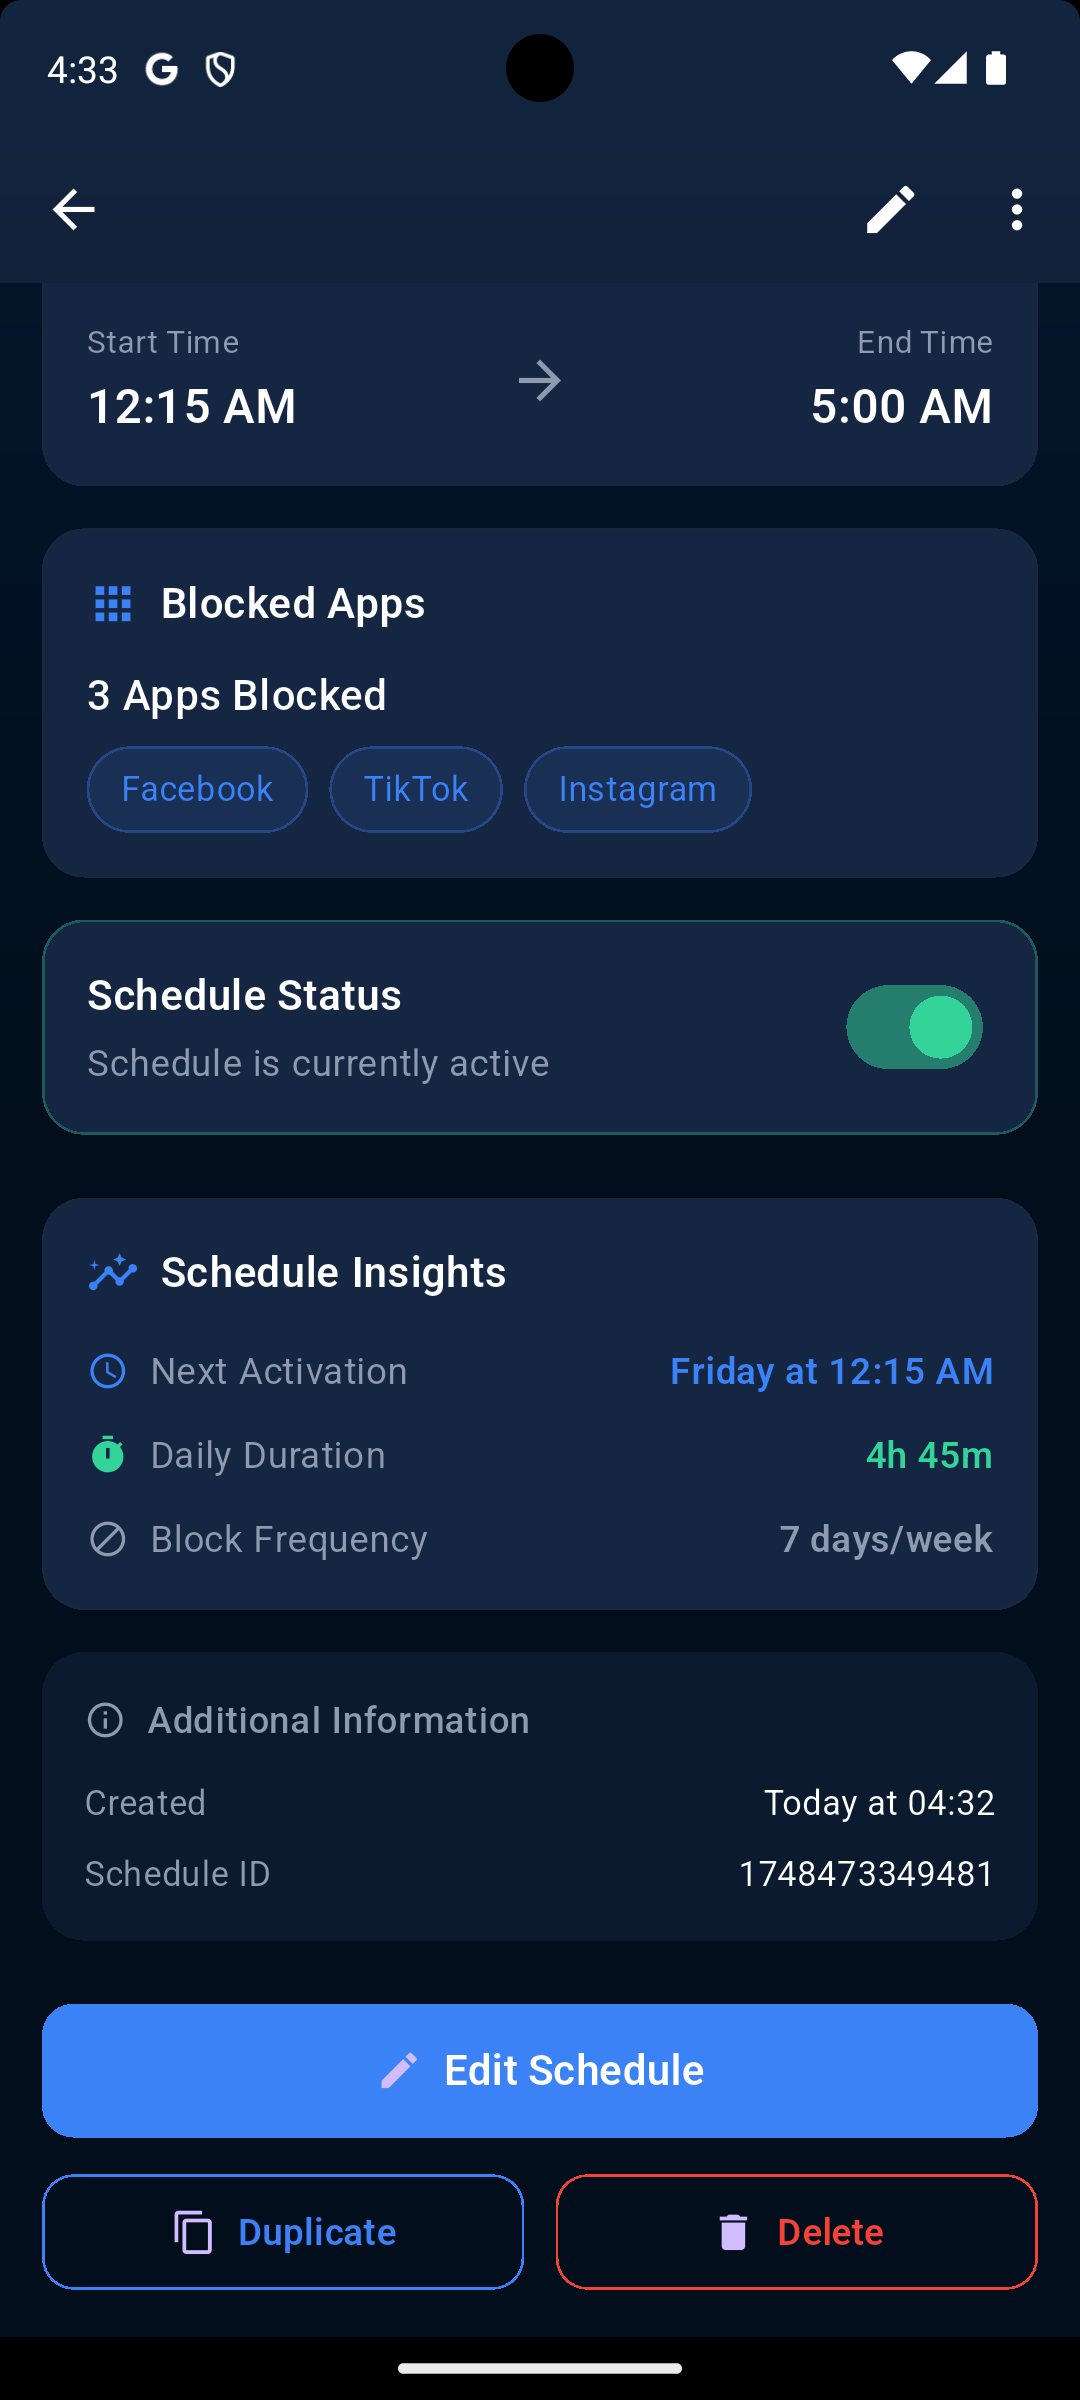 4:33
Start Time
End Time
12:15 AM
5:00 AM
Blocked Apps
3 Apps Blocked
Facebook
TikTok
Instagram
Schedule Status
Schedule is currently active
Schedule Insights
Next Activation
Friday at 12:15 AM
Daily Duration
4h 45m
Block Frequency
7 days/week
Additional Information
Created
Today at 04:32
Schedule ID
1748473349481
Edit Schedule
Duplicate
Delete